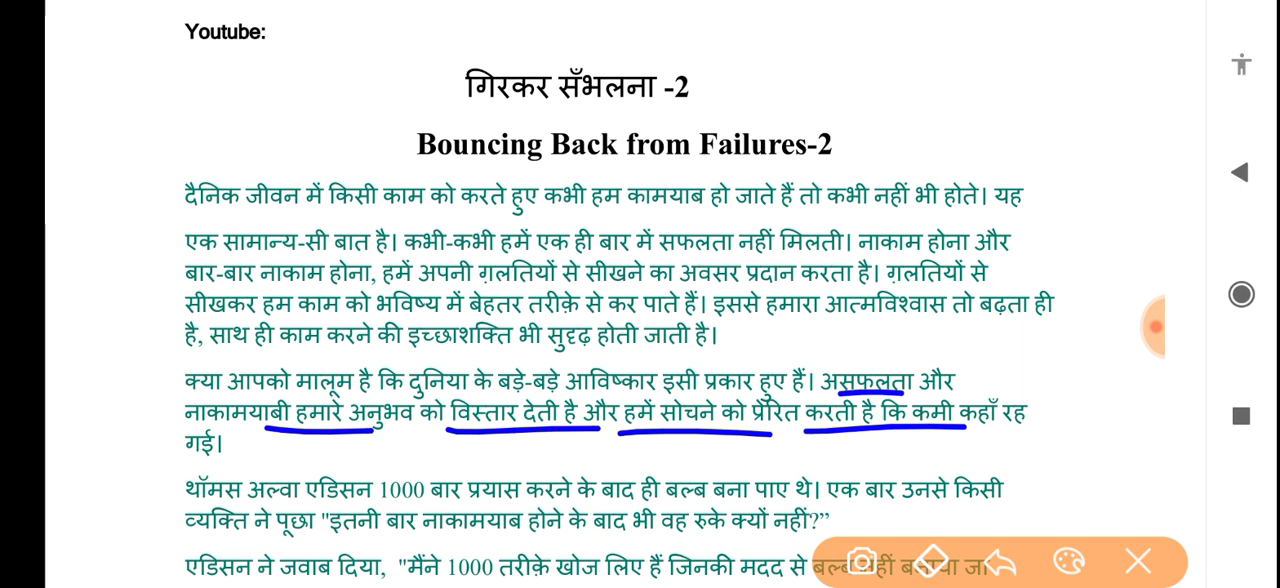 Youtube:
गिरकर सँभलना -2
Bouncing Back from Failures-2
दैनिक जीवन में किसी काम को करते हुए कभी हम कामयाब हो जाते हैं तो कभी नहीं भी होते। यह
एक सामान्य-सी बात है। कभी-कभी हमें एक ही बार में सफलता नहीं मिलती। नाकाम होना और
बार-बार नाकाम होना, हमें अपनी ग़लतियों से सीखने का अवसर प्रदान करता है। ग़लतियों से
सीखकर हम काम को भविष्य में बेहतर तरीक़े से कर पाते हैं। इससे हमारा आत्मविश्वास तो बढ़ता ही
है, साथ ही काम करने की इच्छाशक्ति भी सुदृढ़ होती जाती है।
क्या आपको मालूम है कि दुनिया के बड़े-बड़े आविष्कार इसी प्रकार हुए हैं। असफलता और
नाकामयाबी हमारे अनुभव को विस्तार देती है और हमें सोचने को प्रेरित करती है कि कमी कहाँ रह
गई।
थॉमस अल्वा एडिसन 1000 बार प्रयास करने के बाद ही बल्ब बना पाए थे। एक बार उनसे किसी
व्यक्ति ने पूछा "इतनी बार नाकामयाब होने के बाद भी वह रुके क्यों नहीं?”
एडिसन ने जवाब दिया, "मैंने 1000 तरीक़े खोज लिए हैं जिनकी मदद से बल्ब नहीं बनाया जा